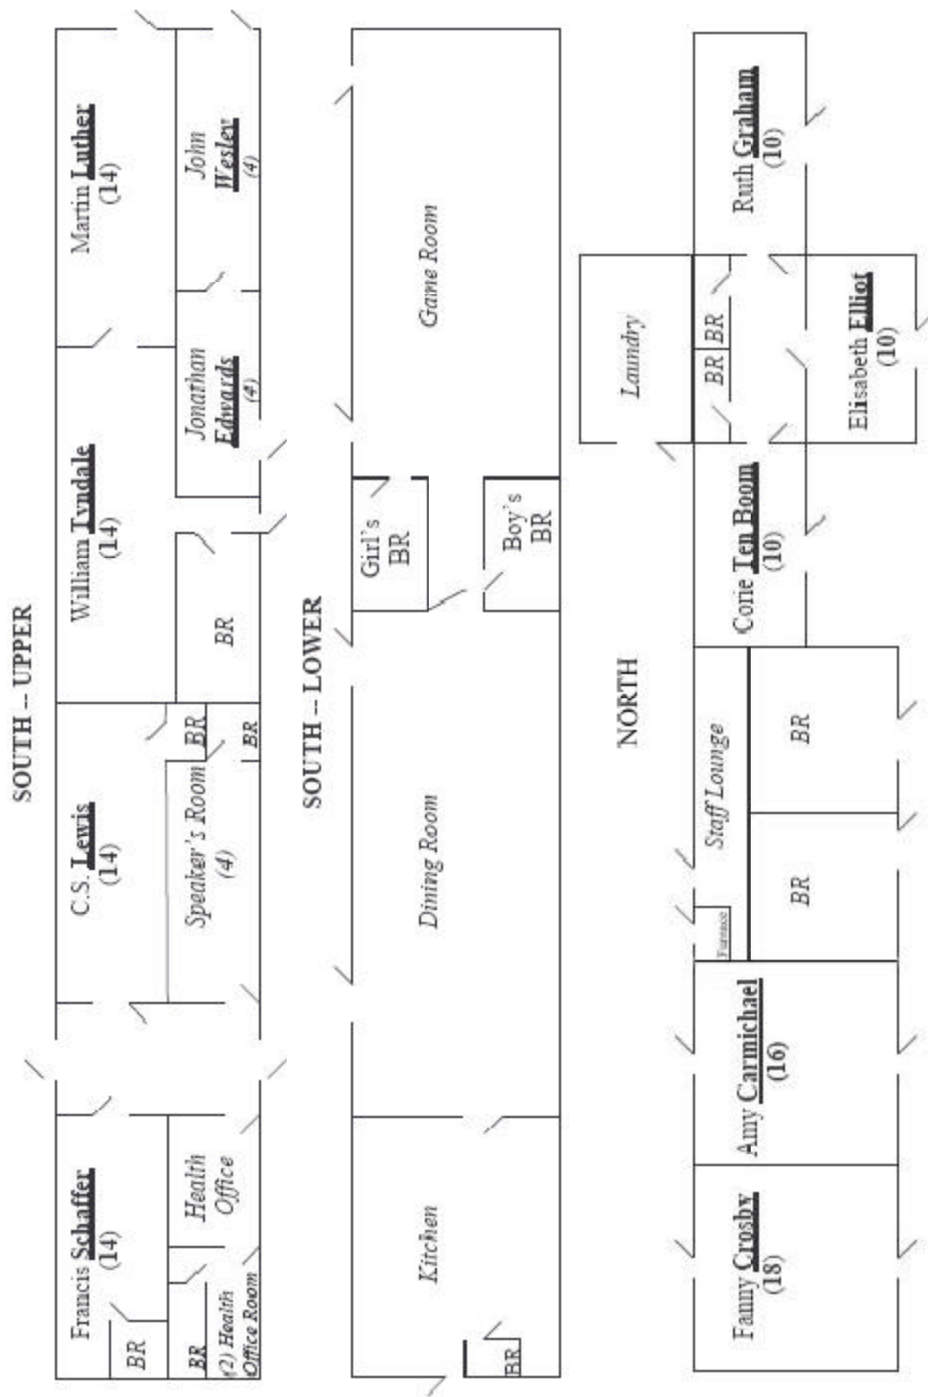 SOUTH -- UPPER
Francis Schaffer
(14)
BR
BR
(2) Health
Office Room
Health
Office
C.S. Lewis
(14)
Speaker's Room
(4)
BR
BR
William Tyndale
(14)
BR
Jonathan
Edwards
(4)
Martin Luther
(14)
John
Wesley
(4)
SOUTH -- LOWER
Kitchen
BR
Dining Room
Girl's
BR
Boy's
BR
Game Room
NORTH
Fanny Crosby
(18)
Amy Carmichael
(16)
Furnace
Staff Lounge
BR
BR
Corie Ten Boom
(10)
Laundry
BR
BR
Elisabeth Elliot
(10)
Ruth Graham
(10)